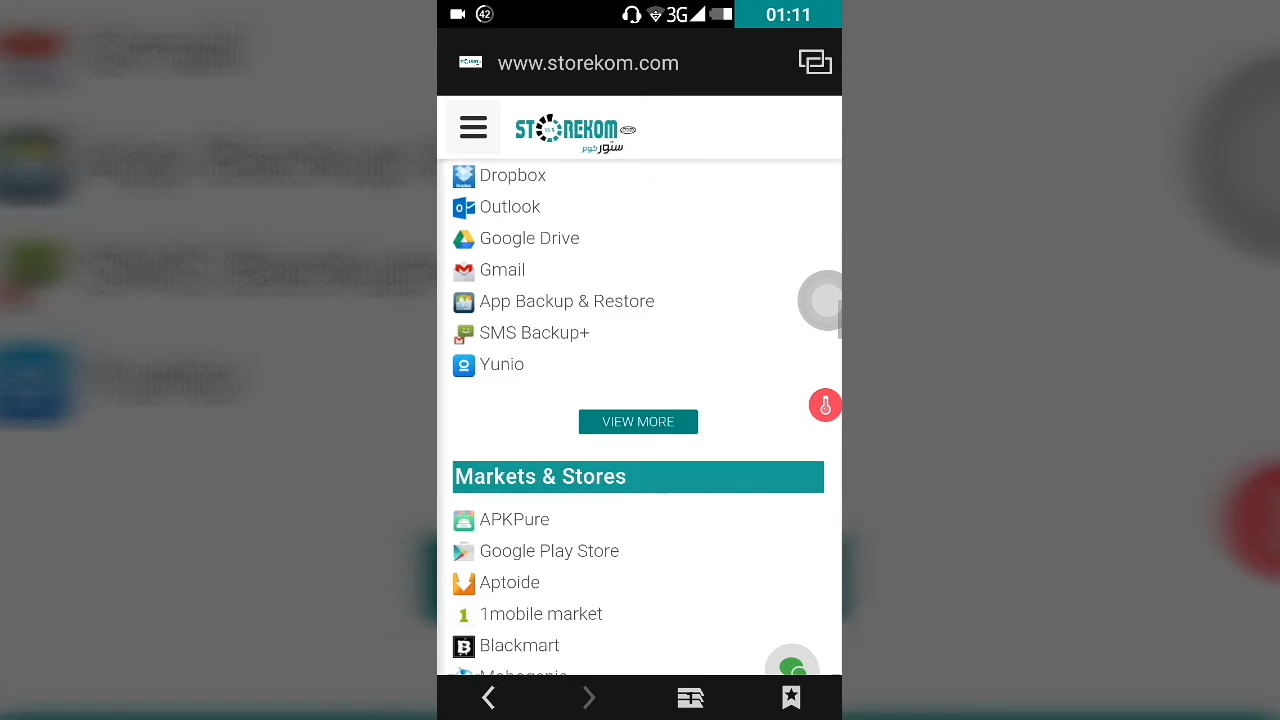 42 3G 01:11
www.storekom.com
STOREKOM
ستور كوم
Dropbox
Outlook
Google Drive
Gmail
App Backup & Restore
SMS Backup+
Yunio
VIEW MORE
Markets & Stores
APKPure
Google Play Store
Aptoide
1mobile market
Blackmart